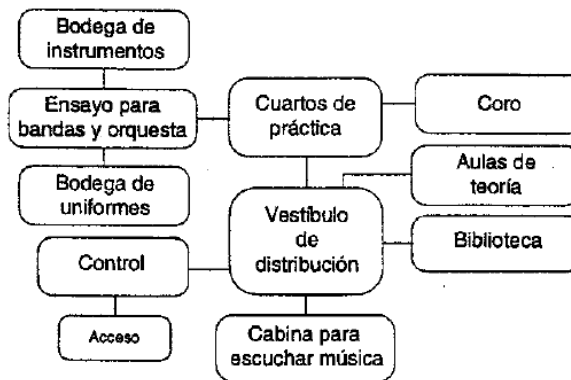 Bodega de
instrumentos
Ensayo para
bandas y orquesta
Bodega de
uniformes
Cuartos de
práctica
Coro
Aulas de
teoría
Vestíbulo
de
distribución
Biblioteca
Control
Acceso
Cabina para
escuchar música